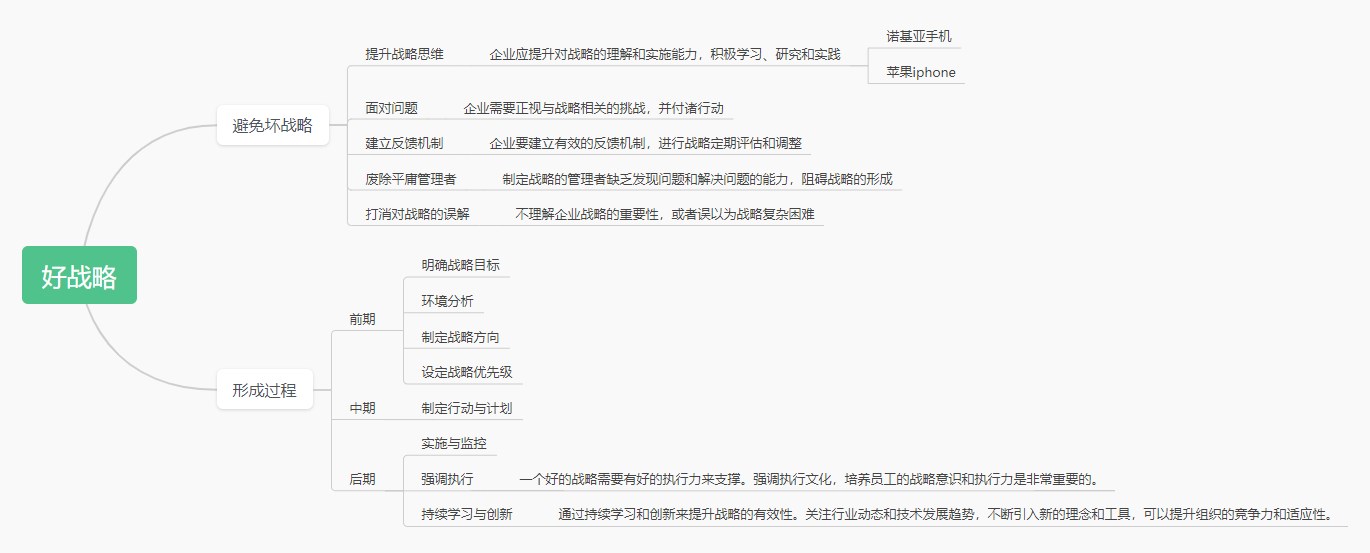 好战略
避免坏战略
提升战略思维
企业应提升对战略的理解和实施能力，积极学习、研究和实践
诺基亚手机
苹果iphone
面对问题
企业需要正视与战略相关的挑战，并付诸行动
建立反馈机制
企业要建立有效的反馈机制，进行战略定期评估和调整
废除平庸管理者
制定战略的管理者缺乏发现问题和解决问题的能力，阻碍战略的形成
打消对战略的误解
不理解企业战略的重要性，或者误以为战略复杂困难
形成过程
前期
明确战略目标
环境分析
制定战略方向
设定战略优先级
中期
制定行动与计划
后期
实施与监控
强调执行
一个好的战略需要有好的执行力来支撑。强调执行文化，培养员工的战略意识和执行力是非常重要的。
持续学习与创新
通过持续学习和创新来提升战略的有效性。关注行业动态和技术发展趋势，不断引入新的理念和工具，可以提升组织的竞争力和适应性。